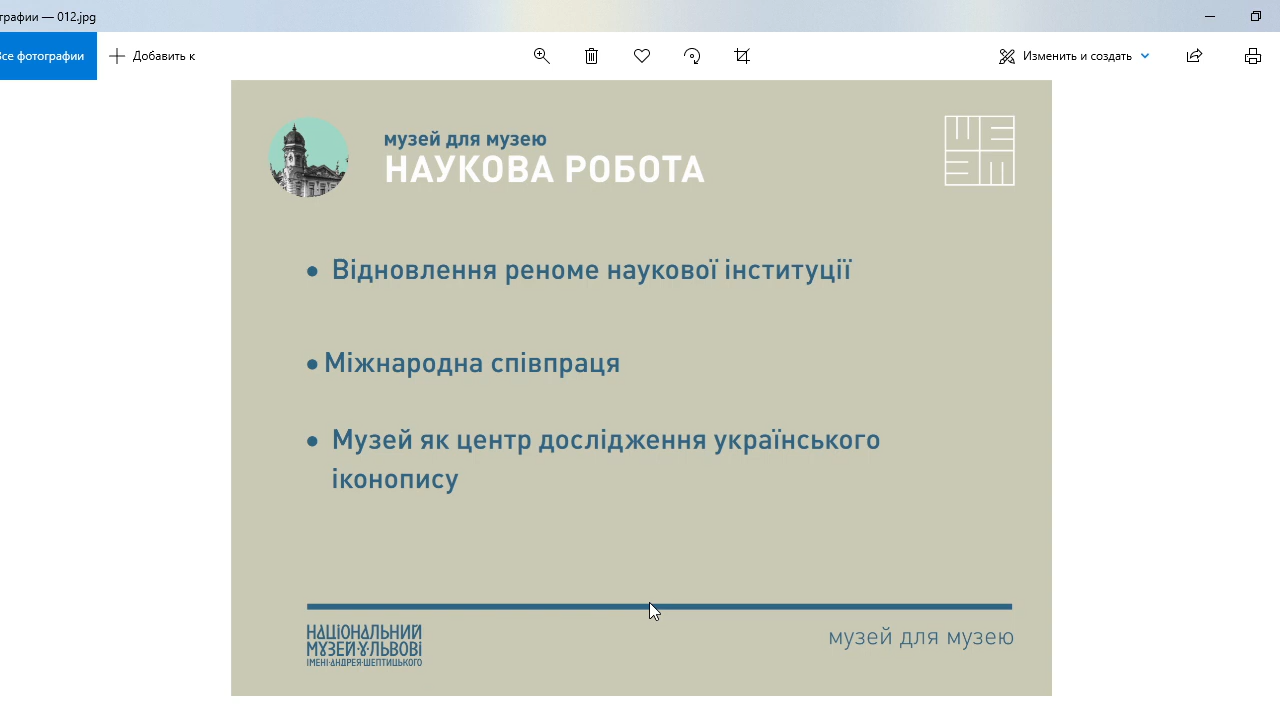 графии — 012.jpg
все фотографии
Добавить к
Изменить и создать
музей для музею
НАУКОВА РОБОТА
• Відновлення реноме наукової інституції
• Міжнародна співпраця
• Музей як центр дослідження українського
іконопису
НАЦІОНАЛЬНИЙ
МУЗЕЙ·У·ЛЬВОВІ
ІМЕНІ·АНДРЕЯ·ШЕПТИЦЬКОГО
музей для музею